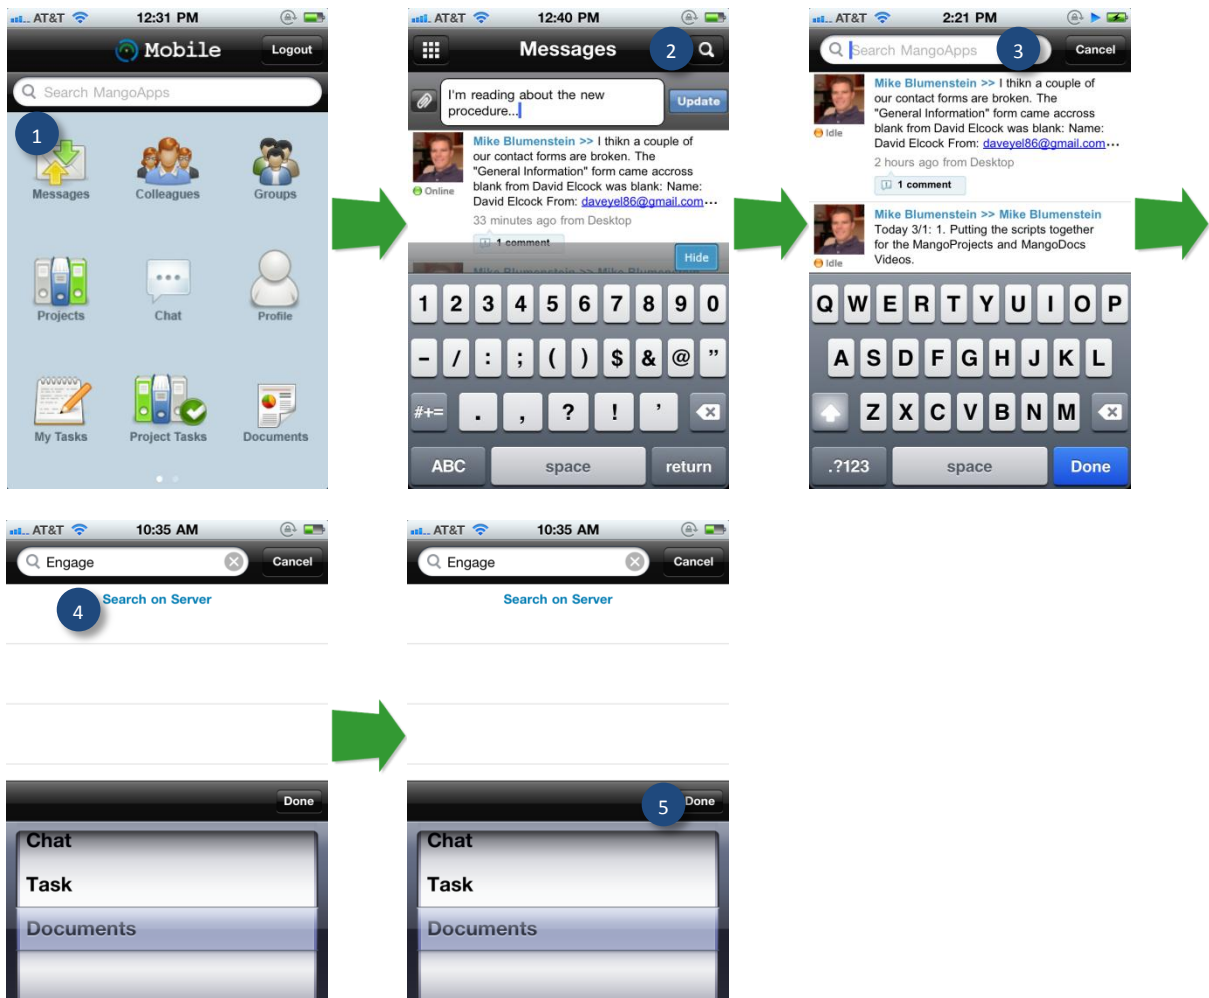 AT&T 12:31 PM
Mobile Logout
Search MangoApps
1
Messages Colleagues Groups
Projects Chat Profile
My Tasks Project Tasks Documents
AT&T 12:40 PM
Messages 2
I'm reading about the new
procedure...
Update
Mike Blumenstein >> I thikn a couple of
our contact forms are broken. The
"General Information" form came accross
blank from David Elcock was blank: Name:
David Elcock From: daveyel86@gmail.com...
Online
33 minutes ago from Desktop
1 comment
Hide
Mike Blumenstein >> Mike Blumenstein
1 2 3 4 5 6 7 8 9 0
- / : ; ( ) $ & @ "
#+= . , ? ! '
ABC space return
AT&T 2:21 PM
Search MangoApps 3 Cancel
Mike Blumenstein >> I thikn a couple of
our contact forms are broken. The
"General Information" form came accross
blank from David Elcock was blank: Name:
David Elcock From: daveyel86@gmail.com...
Idle
2 hours ago from Desktop
1 comment
Mike Blumenstein >> Mike Blumenstein
Today 3/1: 1. Putting the scripts together
for the MangoProjects and MangoDocs
Videos.
Idle
Q W E R T Y U I O P
A S D F G H J K L
Z X C V B N M
.?123 space Done
AT&T 10:35 AM
Engage Cancel
Search on Server
4
Done
Chat
Task
Documents
AT&T 10:35 AM
Engage Cancel
Search on Server
5 Done
Chat
Task
Documents